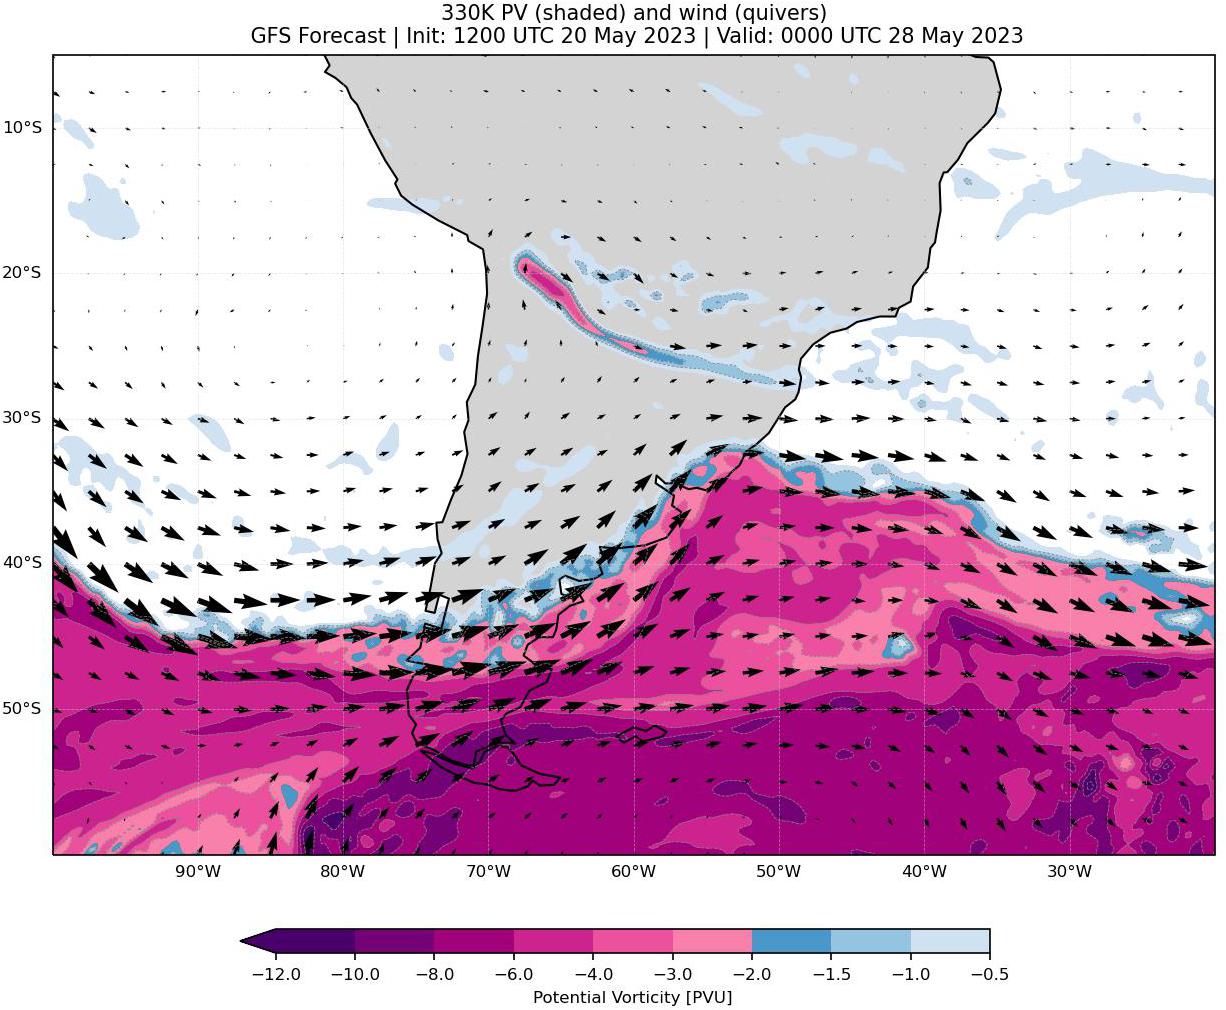 330K PV (shaded) and wind (quivers)
GFS Forecast | Init: 1200 UTC 20 May 2023 | Valid: 0000 UTC 28 May 2023
10°S
20°S
30°S
40°S
50°S
90°W 80°W 70°W 60°W 50°W 40°W 30°W
−12.0 −10.0 −8.0 −6.0 −4.0 −3.0 −2.0 −1.5 −1.0 −0.5
Potential Vorticity [PVU]